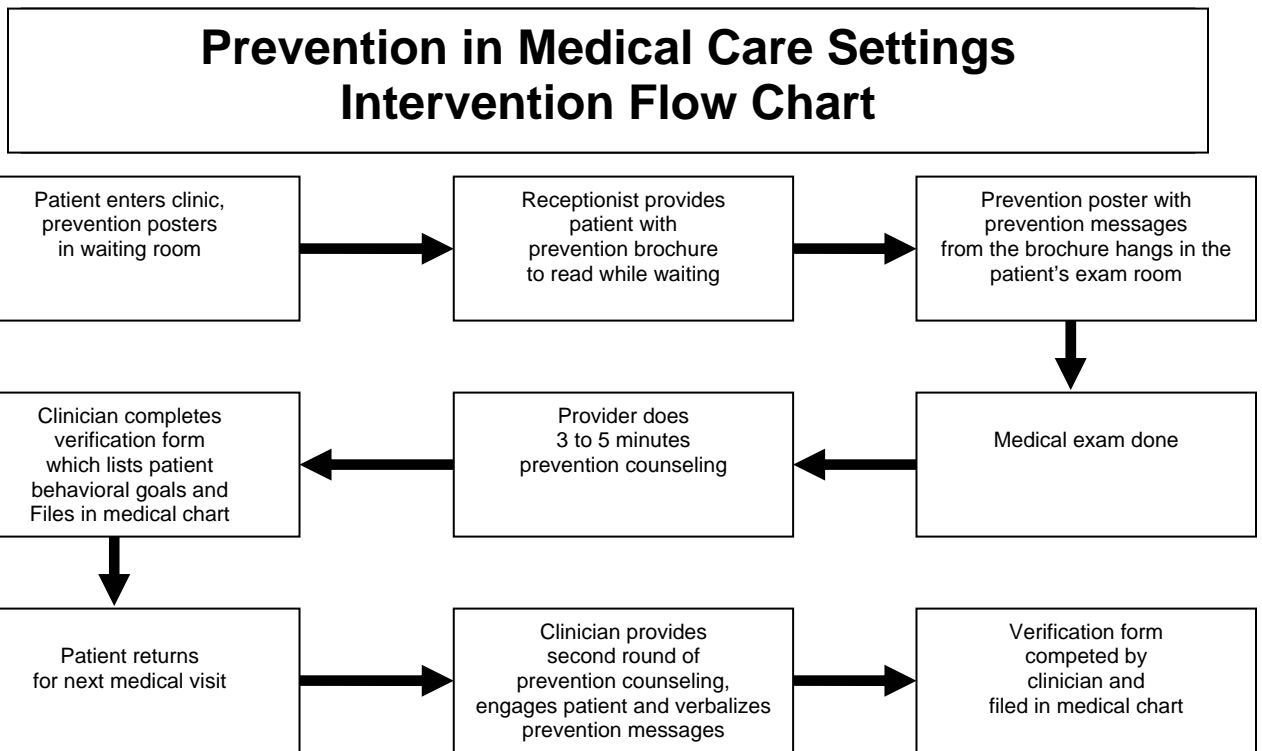 Prevention in Medical Care Settings
Intervention Flow Chart
Patient enters clinic,
prevention posters
in waiting room
Receptionist provides
patient with
prevention brochure
to read while waiting
Prevention poster with
prevention messages
from the brochure hangs in the
patient’s exam room
Medical exam done
Provider does
3 to 5 minutes
prevention counseling
Clinician completes
verification form
which lists patient
behavioral goals and
Files in medical chart
Patient returns
for next medical visit
Clinician provides
second round of
prevention counseling,
engages patient and verbalizes
prevention messages
Verification form
competed by
clinician and
filed in medical chart